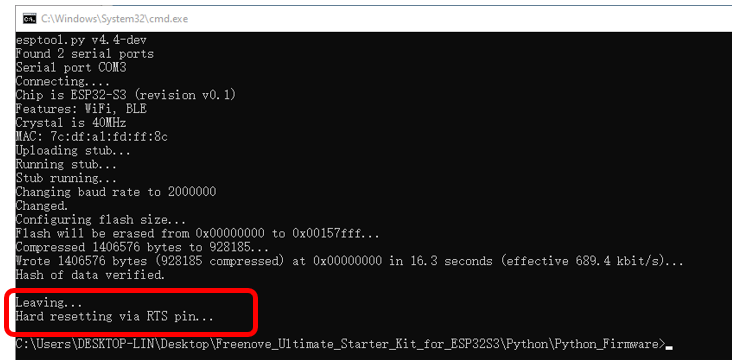 C:\Windows\System32\cmd.exe
esptool.py v4.4-dev
Found 2 serial ports
Serial port COM3
Connecting....
Chip is ESP32-S3 (revision v0.1)
Features: WiFi, BLE
Crystal is 40MHz
MAC: 7c:df:a1:fd:ff:8c
Uploading stub...
Running stub...
Stub running...
Changing baud rate to 2000000
Changed.
Configuring flash size...
Flash will be erased from 0x00000000 to 0x00157fff...
Compressed 1406576 bytes to 928185...
Wrote 1406576 bytes (928185 compressed) at 0x00000000 in 16.3 seconds (effective 689.4 kbit/s)...
Hash of data verified.
Leaving...
Hard resetting via RTS pin...
C:\Users\DESKTOP-LIN\Desktop\Freenove_Ultimate_Starter_Kit_for_ESP32S3\Python\Python_Firmware>